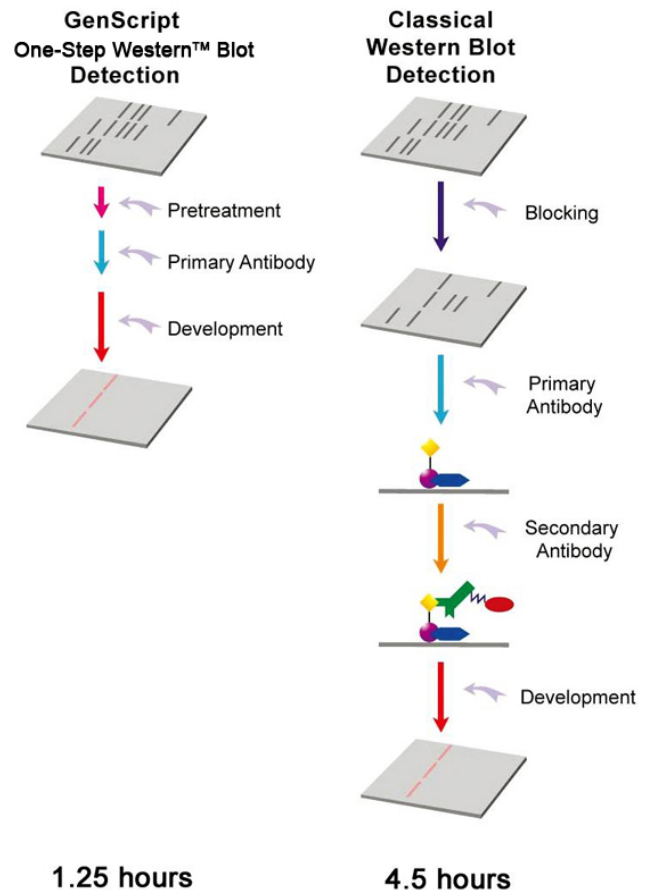 GenScript
One-Step Western™ Blot
Detection
Pretreatment
Primary Antibody
Development
1.25 hours
Classical
Western Blot
Detection
Blocking
Primary
Antibody
Secondary
Antibody
Development
4.5 hours